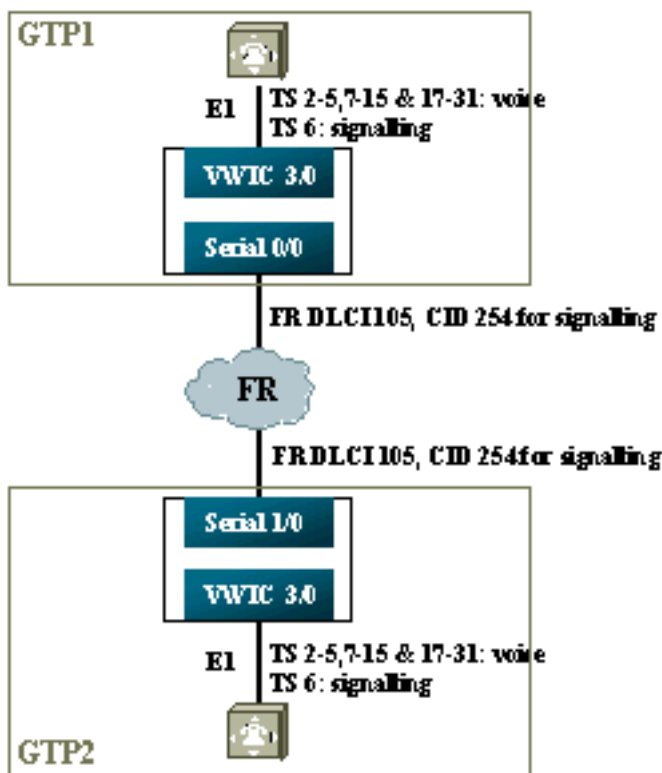 GTP1
E1
TS 2-5,7-15 & 17-31: voice
TS 6: signalling
VWIC 3/0
Serial 0/0
FR DLCI 105, CID 254 for signalling
FR
FR DLCI 105, CID 254 for signalling
Serial 1/0
VWIC 3/0
E1
TS 2-5,7-15 & 17-31: voice
TS 6: signalling
GTP2